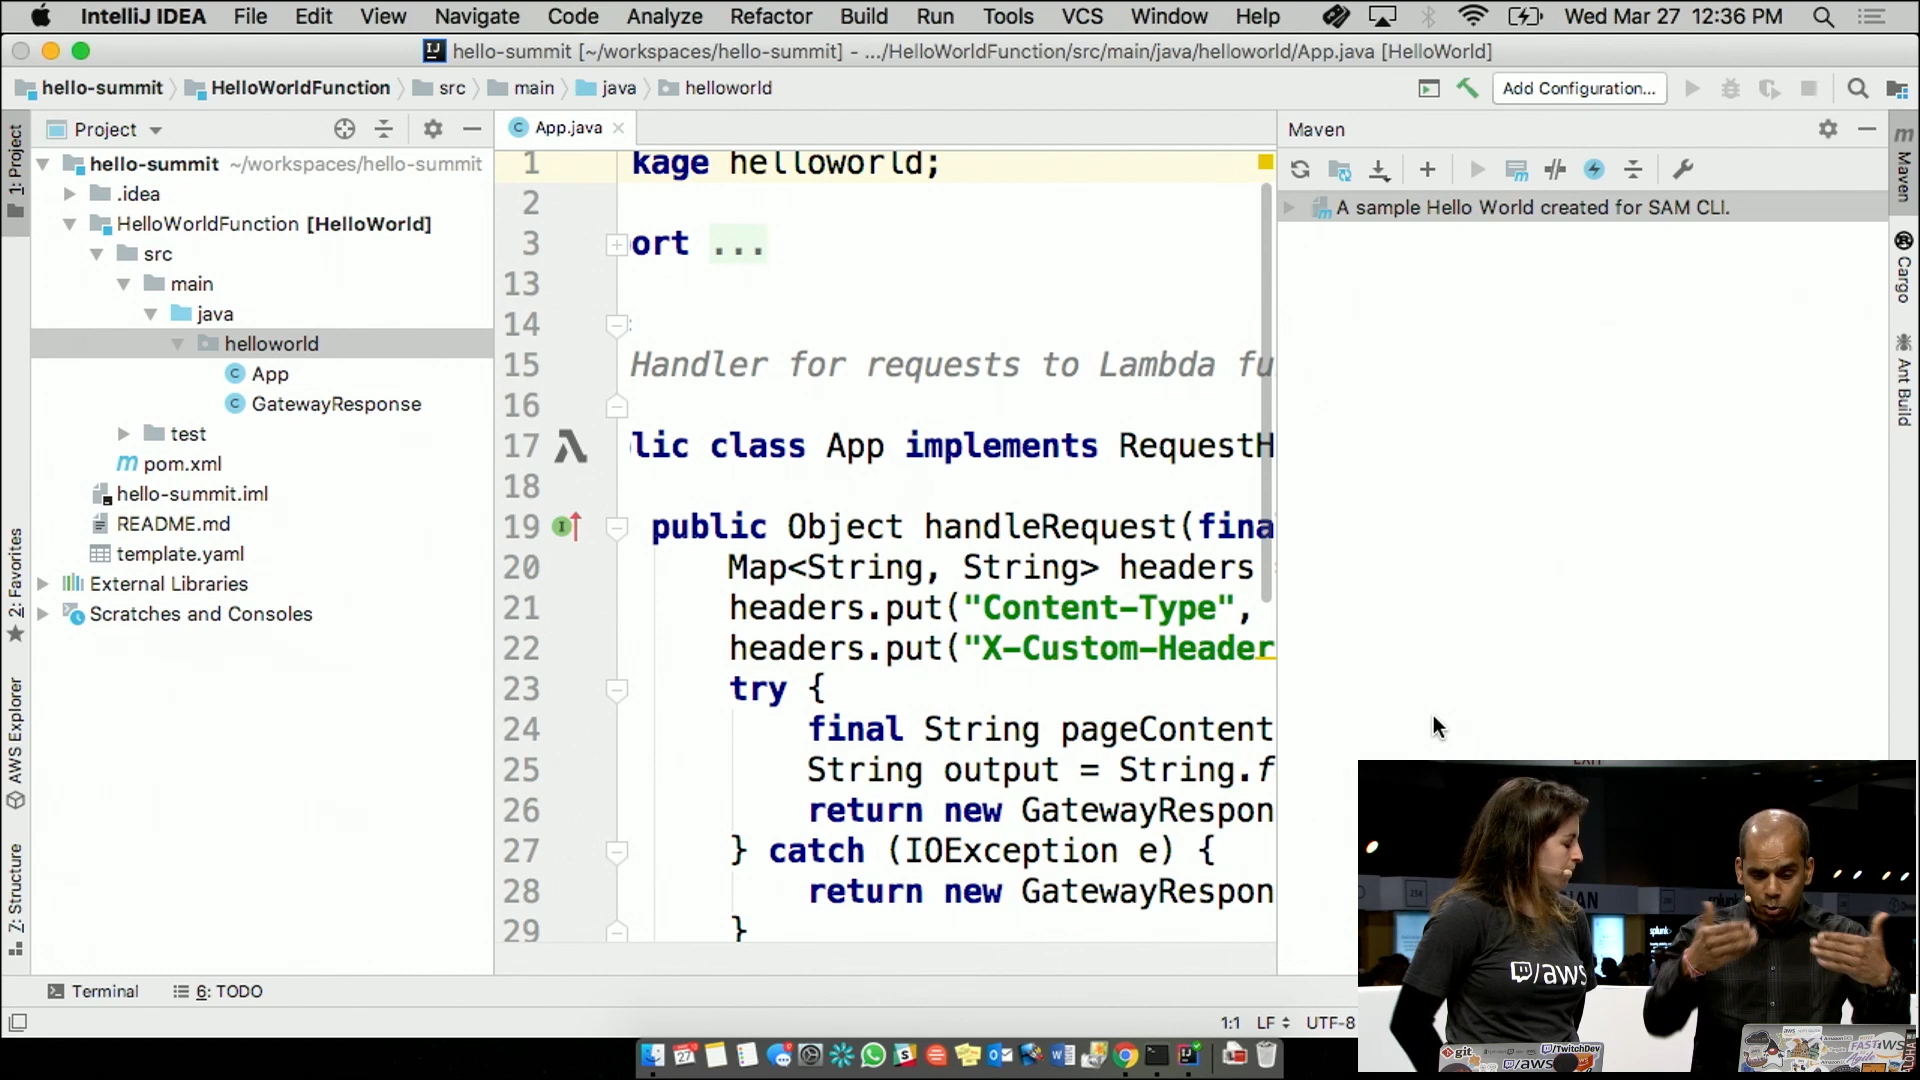 IntelliJ IDEA File Edit View Navigate Code Analyze Refactor Build Run Tools VCS Window Help Wed Mar 27 12:36 PM
hello-summit [~/workspaces/hello-summit] - .../HelloWorldFunction/src/main/java/helloworld/App.java [HelloWorld]
hello-summit HelloWorldFunction src main java helloworld Add Configuration...
1: Project
2: Favorites
AWS Explorer
7: Structure
Project
hello-summit ~/workspaces/hello-summit
.idea
HelloWorldFunction [HelloWorld]
src
main
java
helloworld
App
GatewayResponse
test
pom.xml
hello-summit.iml
README.md
template.yaml
External Libraries
Scratches and Consoles
App.java
1 kage helloworld;
2
3 ort ...
13
14
15 Handler for requests to Lambda fu
16
17 lic class App implements RequestH
18
19 public Object handleRequest(fina
20 Map<String, String> headers
21 headers.put("Content-Type",
22 headers.put("X-Custom-Header
23 try {
24 final String pageContent
25 String output = String.f
26 return new GatewayRespon
27 } catch (IOException e) {
28 return new GatewayRespon
29 }
Maven
A sample Hello World created for SAM CLI.
Maven
Cargo
Ant Build
Terminal 6: TODO
1:1 LF UTF-8
27
/aws
splunk>
git
/TwitchDev
/aws
aws
FAST